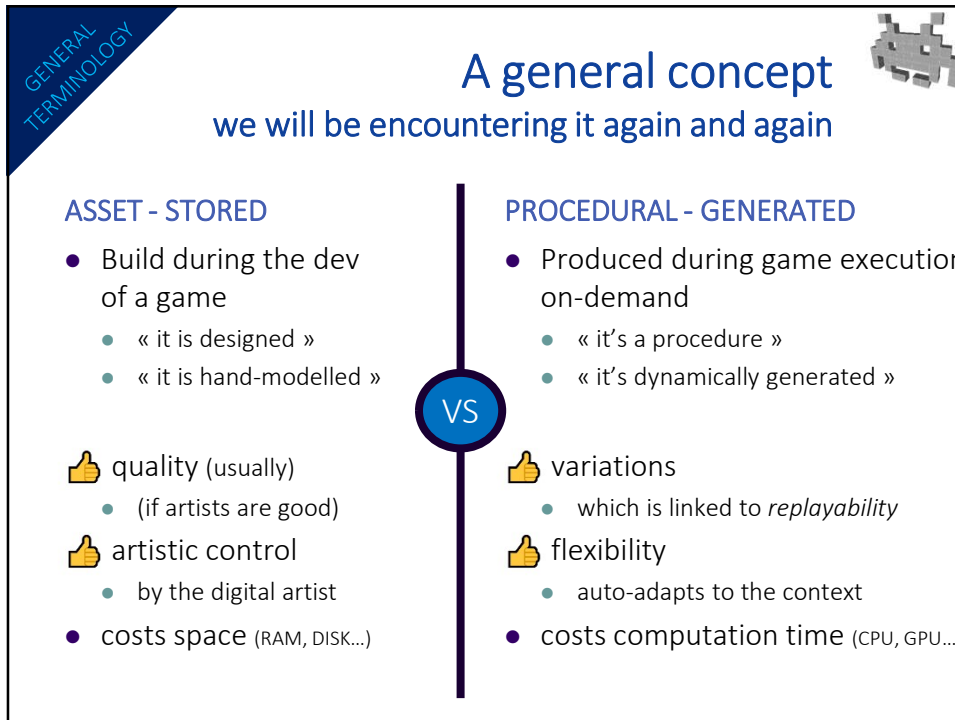 GENERAL
TERMINOLOGY
A general concept
we will be encountering it again and again
ASSET - STORED
• Build during the dev
of a game
• « it is designed »
• « it is hand-modelled »
👍 quality (usually)
• (if artists are good)
👍 artistic control
• by the digital artist
• costs space (RAM, DISK…)
VS
PROCEDURAL - GENERATED
• Produced during game execution
on-demand
• « it's a procedure »
• « it's dynamically generated »
👍 variations
• which is linked to replayability
👍 flexibility
• auto-adapts to the context
• costs computation time (CPU, GPU…